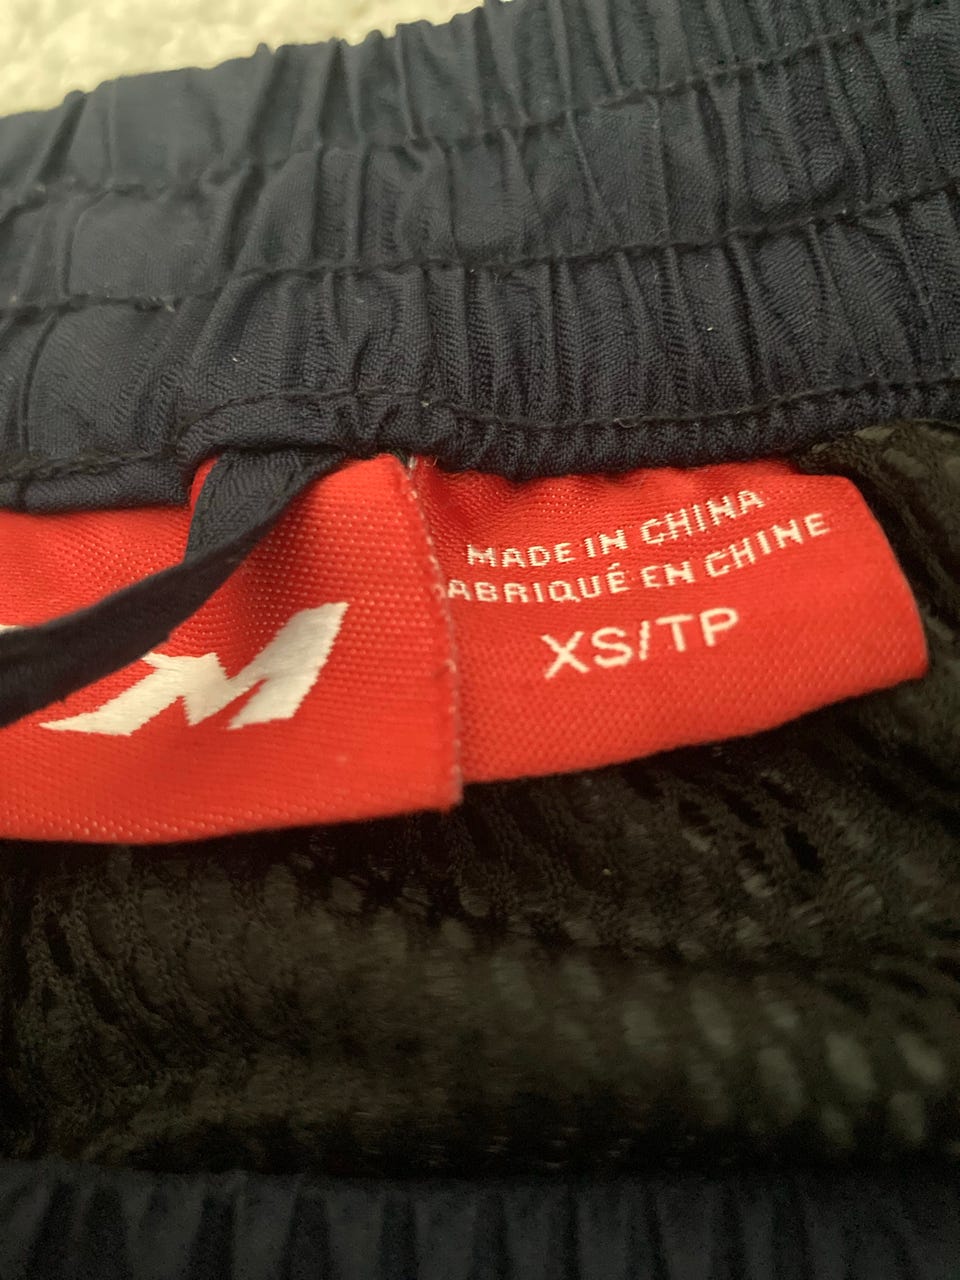 M
MADE IN CHINA
ABRIQUÉ EN CHINE
XS/TP